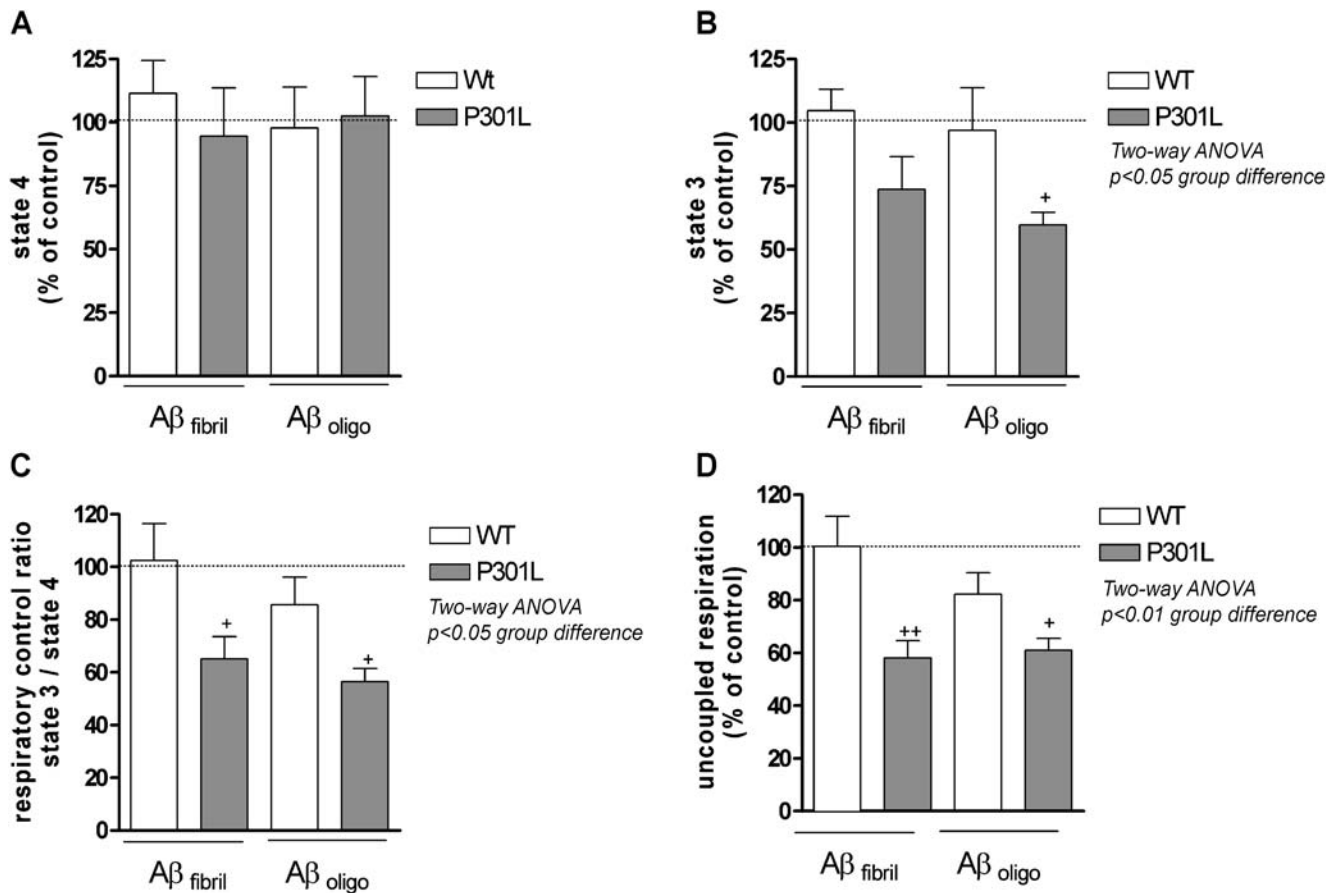 A
state 4
(% of control)
125
100
75
50
25
0
Wt
P301L
Aβ fibril
Aβ oligo
B
state 3
(% of control)
125
100
75
50
25
0
WT
P301L
Two-way ANOVA
p<0.05 group difference
+
Aβ fibril
Aβ oligo
C
respiratory control ratio
state 3 / state 4
120
100
80
60
40
20
0
WT
P301L
Two-way ANOVA
p<0.05 group difference
+
+
Aβ fibril
Aβ oligo
D
uncoupled respiration
(% of control)
120
100
80
60
40
20
0
WT
P301L
Two-way ANOVA
p<0.01 group difference
++
+
Aβ fibril
Aβ oligo